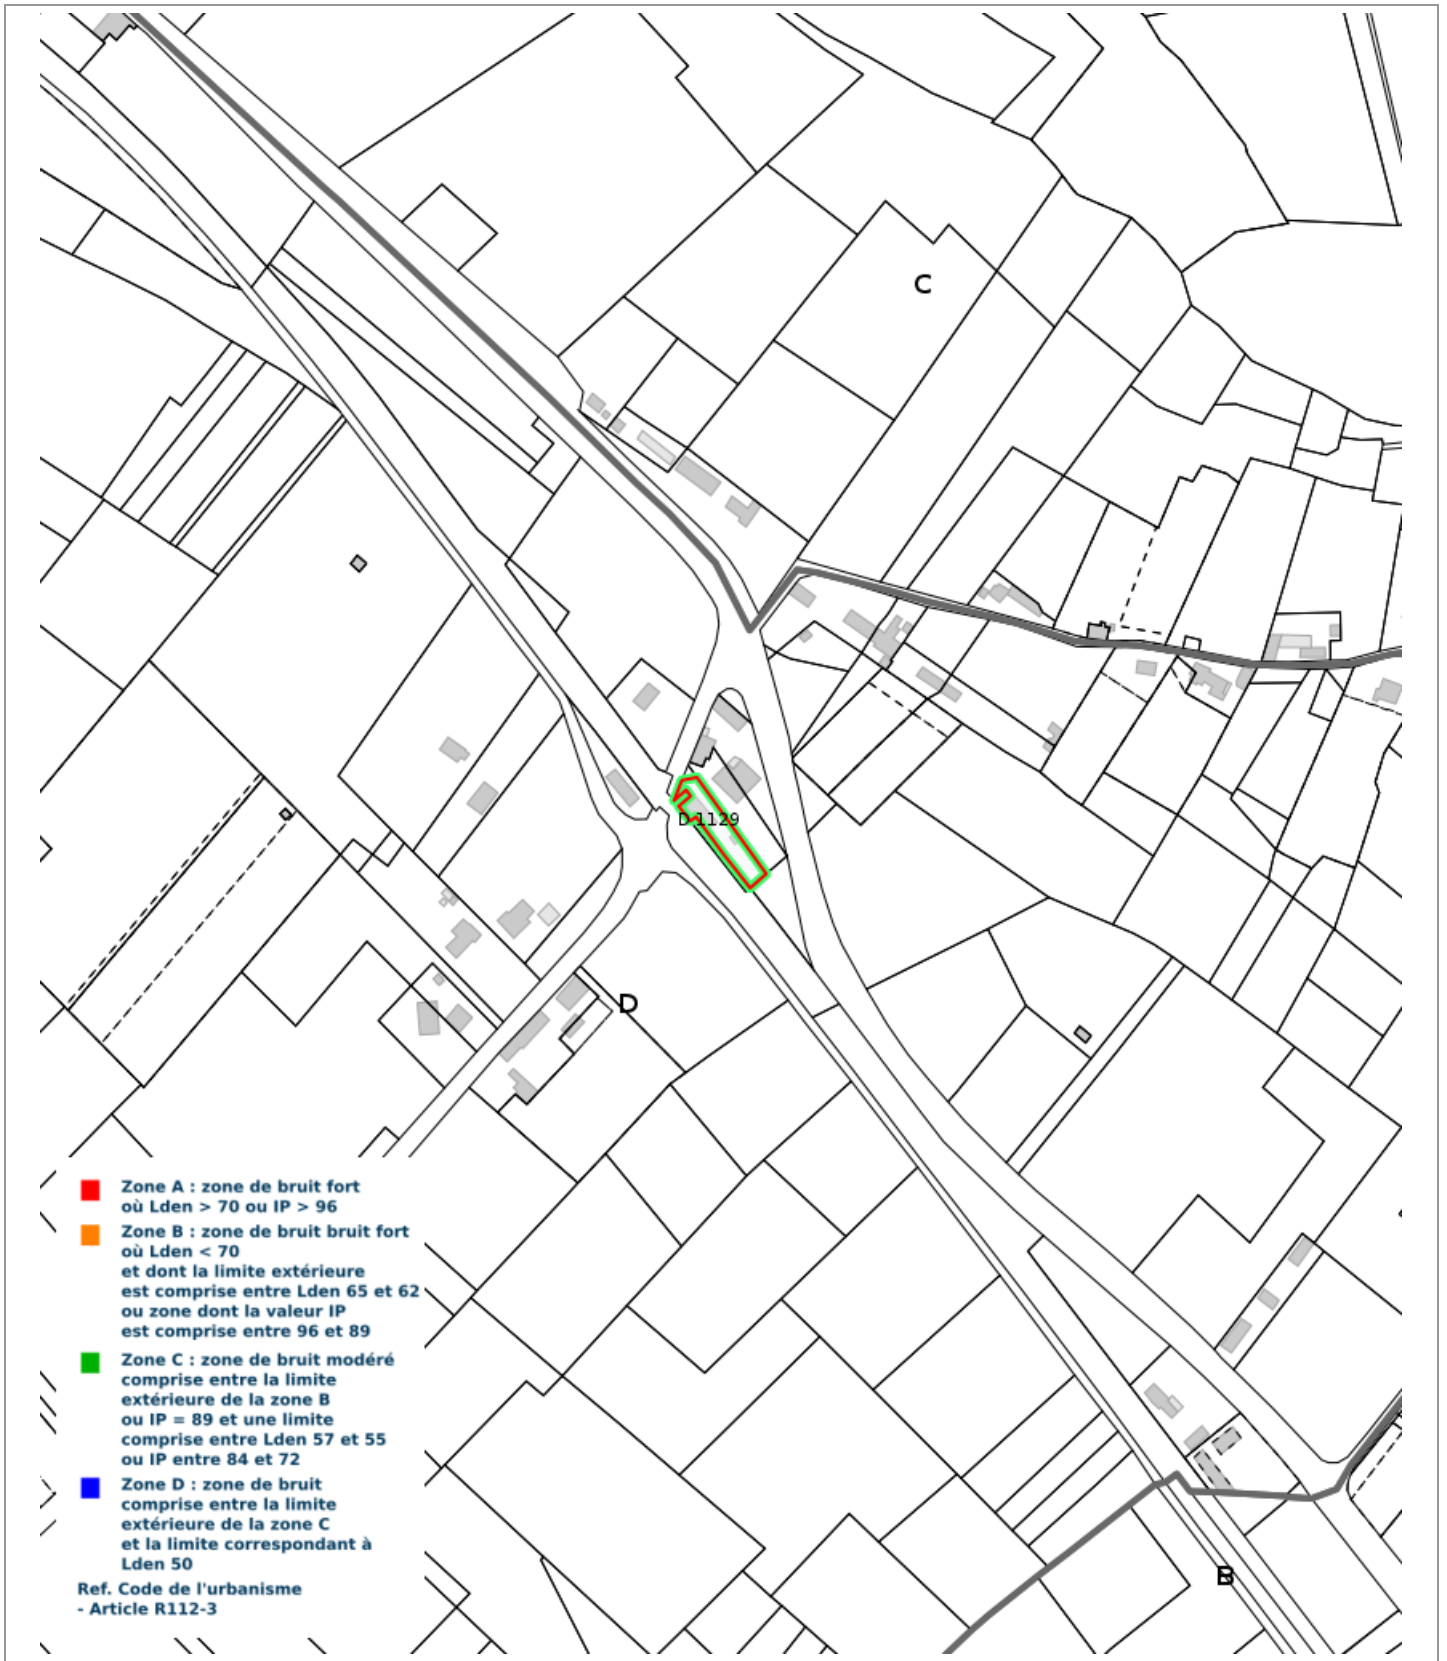 C
D 1129
D
Zone A : zone de bruit fort
où Lden > 70 ou IP > 96
Zone B : zone de bruit bruit fort
où Lden < 70
et dont la limite extérieure
est comprise entre Lden 65 et 62
ou zone dont la valeur IP
est comprise entre 96 et 89
Zone C : zone de bruit modéré
comprise entre la limite
extérieure de la zone B
ou IP = 89 et une limite
comprise entre Lden 57 et 55
ou IP entre 84 et 72
Zone D : zone de bruit
comprise entre la limite
extérieure de la zone C
et la limite correspondant à
Lden 50
Ref. Code de l'urbanisme
- Article R112-3
B